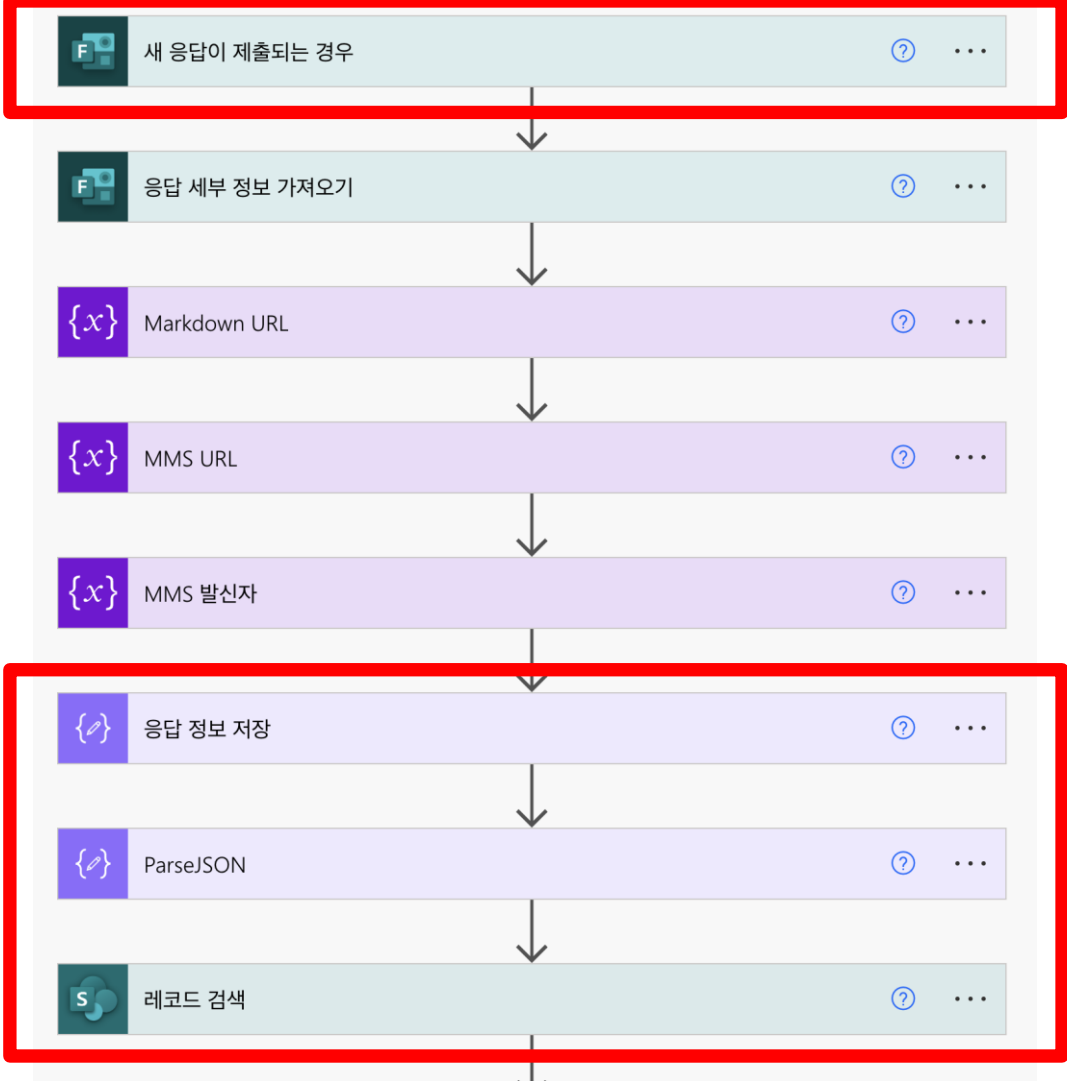 새 응답이 제출되는 경우
응답 세부 정보 가져오기
{x} Markdown URL
{x} MMS URL
{x} MMS 발신자
응답 정보 저장
ParseJSON
레코드 검색